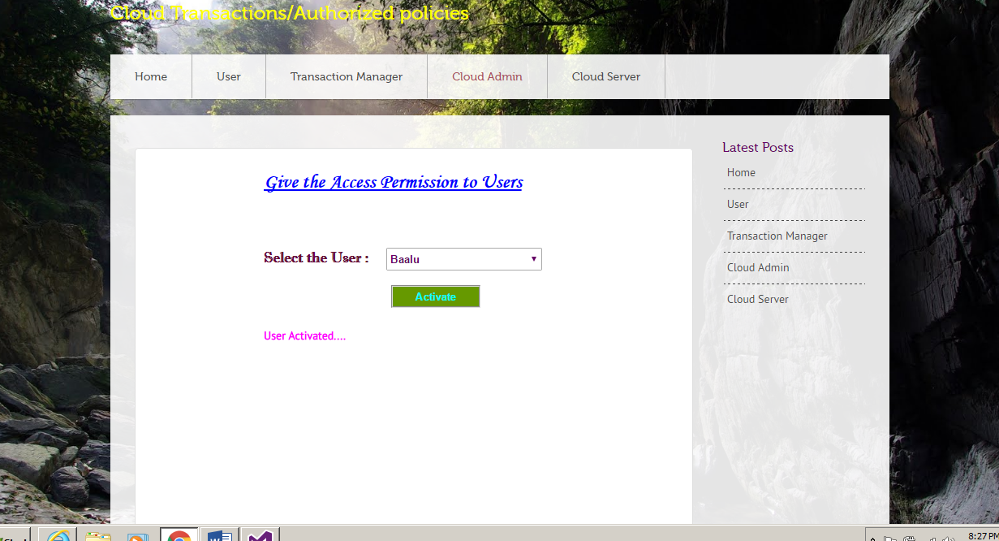 Cloud Transactions/Authorized policies
Home User Transaction Manager Cloud Admin Cloud Server
Give the Access Permission to Users
Select the User : Baalu
Activate
User Activated....
Latest Posts
Home
User
Transaction Manager
Cloud Admin
Cloud Server
8:27 PM